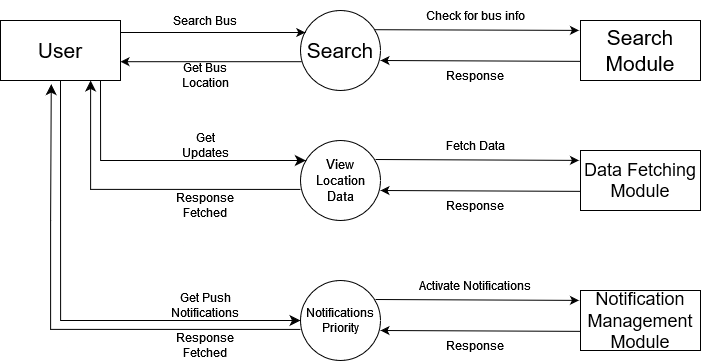 Search Bus
Check for bus info
User
Search
Search
Module
Get Bus
Location
Response
Get
Updates
Fetch Data
View
Location
Data
Data Fetching
Module
Response
Fetched
Response
Get Push
Notifications
Activate Notifications
Notifications
Priority
Notification
Management
Module
Response
Fetched
Response